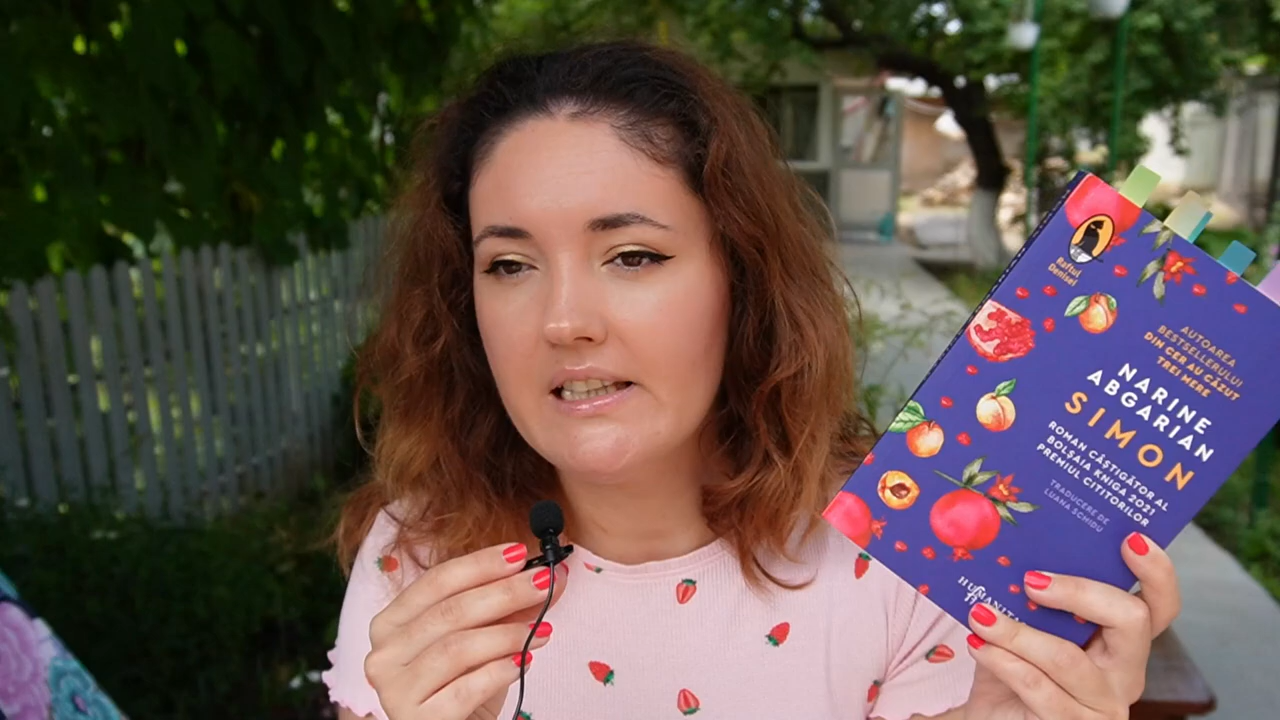 Raftul
Denisei
AUTOAREA
BESTSELLERULUI
DIN CER AU CĂZUT
TREI MERE
NARINE
ABGARIAN
SIMON
ROMAN CÂȘTIGĂTOR AL
BOLȘAIA KNIGA 2021
PREMIUL CITITORILOR
TRADUCERE DE
LUANA SCHIDU